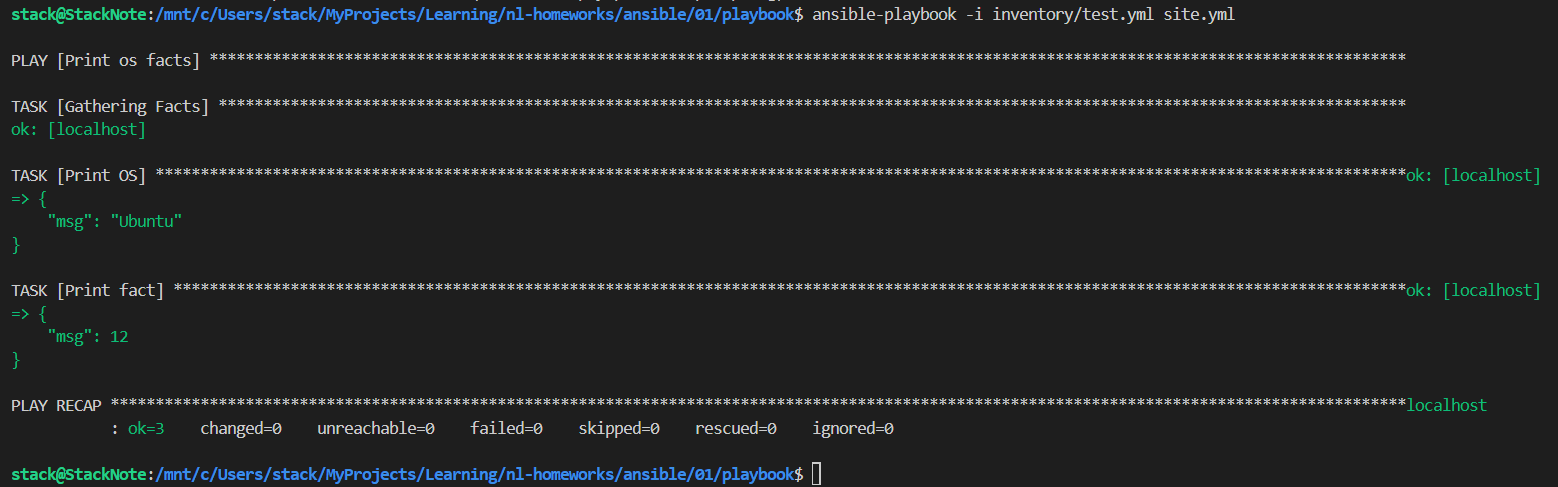 stack@StackNote:/mnt/c/Users/stack/MyProjects/Learning/nl-homeworks/ansible/01/playbook$ ansible-playbook -i inventory/test.yml site.yml
PLAY [Print os facts] *************************************************************************************************************************************
TASK [Gathering Facts] ************************************************************************************************************************************
ok: [localhost]
TASK [Print OS] *******************************************************************************************************************************************ok: [localhost]
=> {
    "msg": "Ubuntu"
}
TASK [Print fact] *****************************************************************************************************************************************ok: [localhost]
=> {
    "msg": 12
}
PLAY RECAP ************************************************************************************************************************************************localhost
           : ok=3    changed=0    unreachable=0    failed=0    skipped=0    rescued=0    ignored=0
stack@StackNote:/mnt/c/Users/stack/MyProjects/Learning/nl-homeworks/ansible/01/playbook$